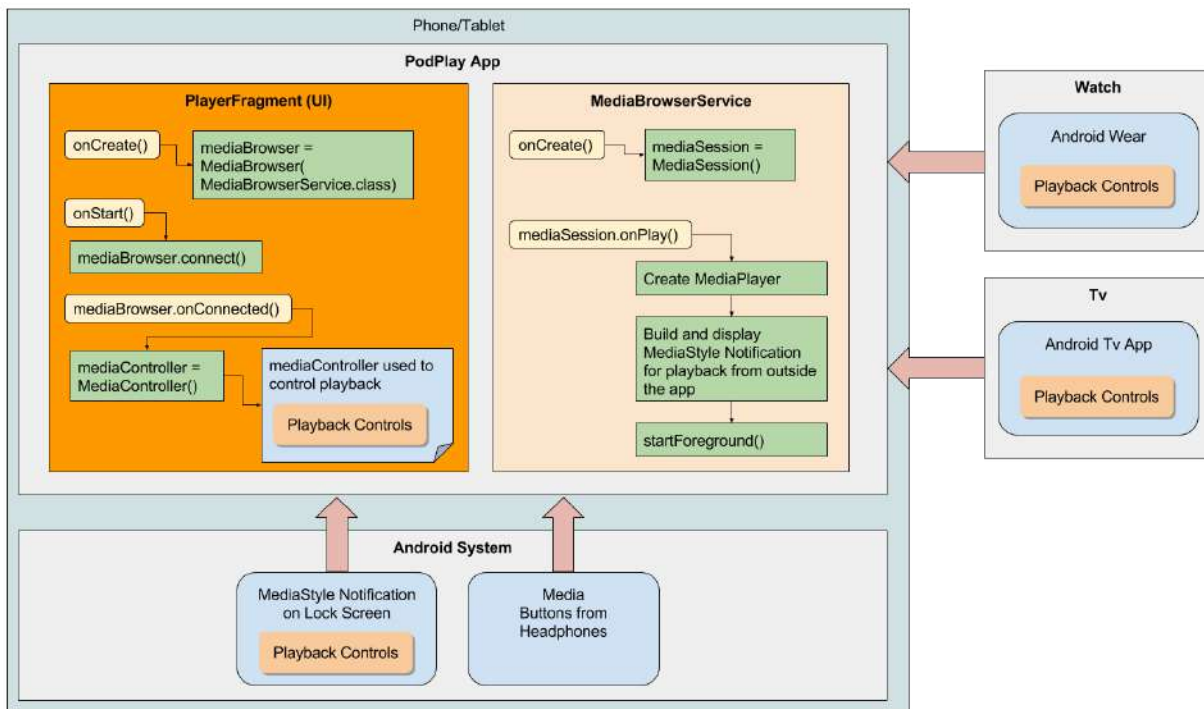 Phone/Tablet
PodPlay App
PlayerFragment (UI)
onCreate()
mediaBrowser =
MediaBrowser(
MediaBrowserService.class)
onStart()
mediaBrowser.connect()
mediaBrowser.onConnected()
mediaController =
MediaController()
mediaController used to
control playback
Playback Controls
MediaBrowserService
onCreate()
mediaSession =
MediaSession()
mediaSession.onPlay()
Create MediaPlayer
Build and display
MediaStyle Notification
for playback from outside
the app
startForeground()
Watch
Android Wear
Playback Controls
Tv
Android Tv App
Playback Controls
Android System
MediaStyle Notification
on Lock Screen
Playback Controls
Media
Buttons from
Headphones